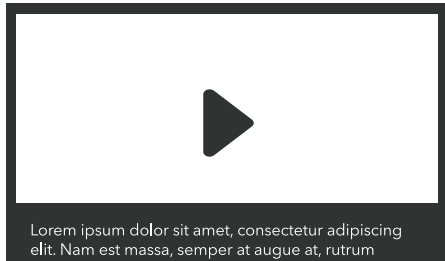 Lorem ipsum dolor sit amet, consectetur adipiscing
elit. Nam est massa, semper at augue at, rutrum